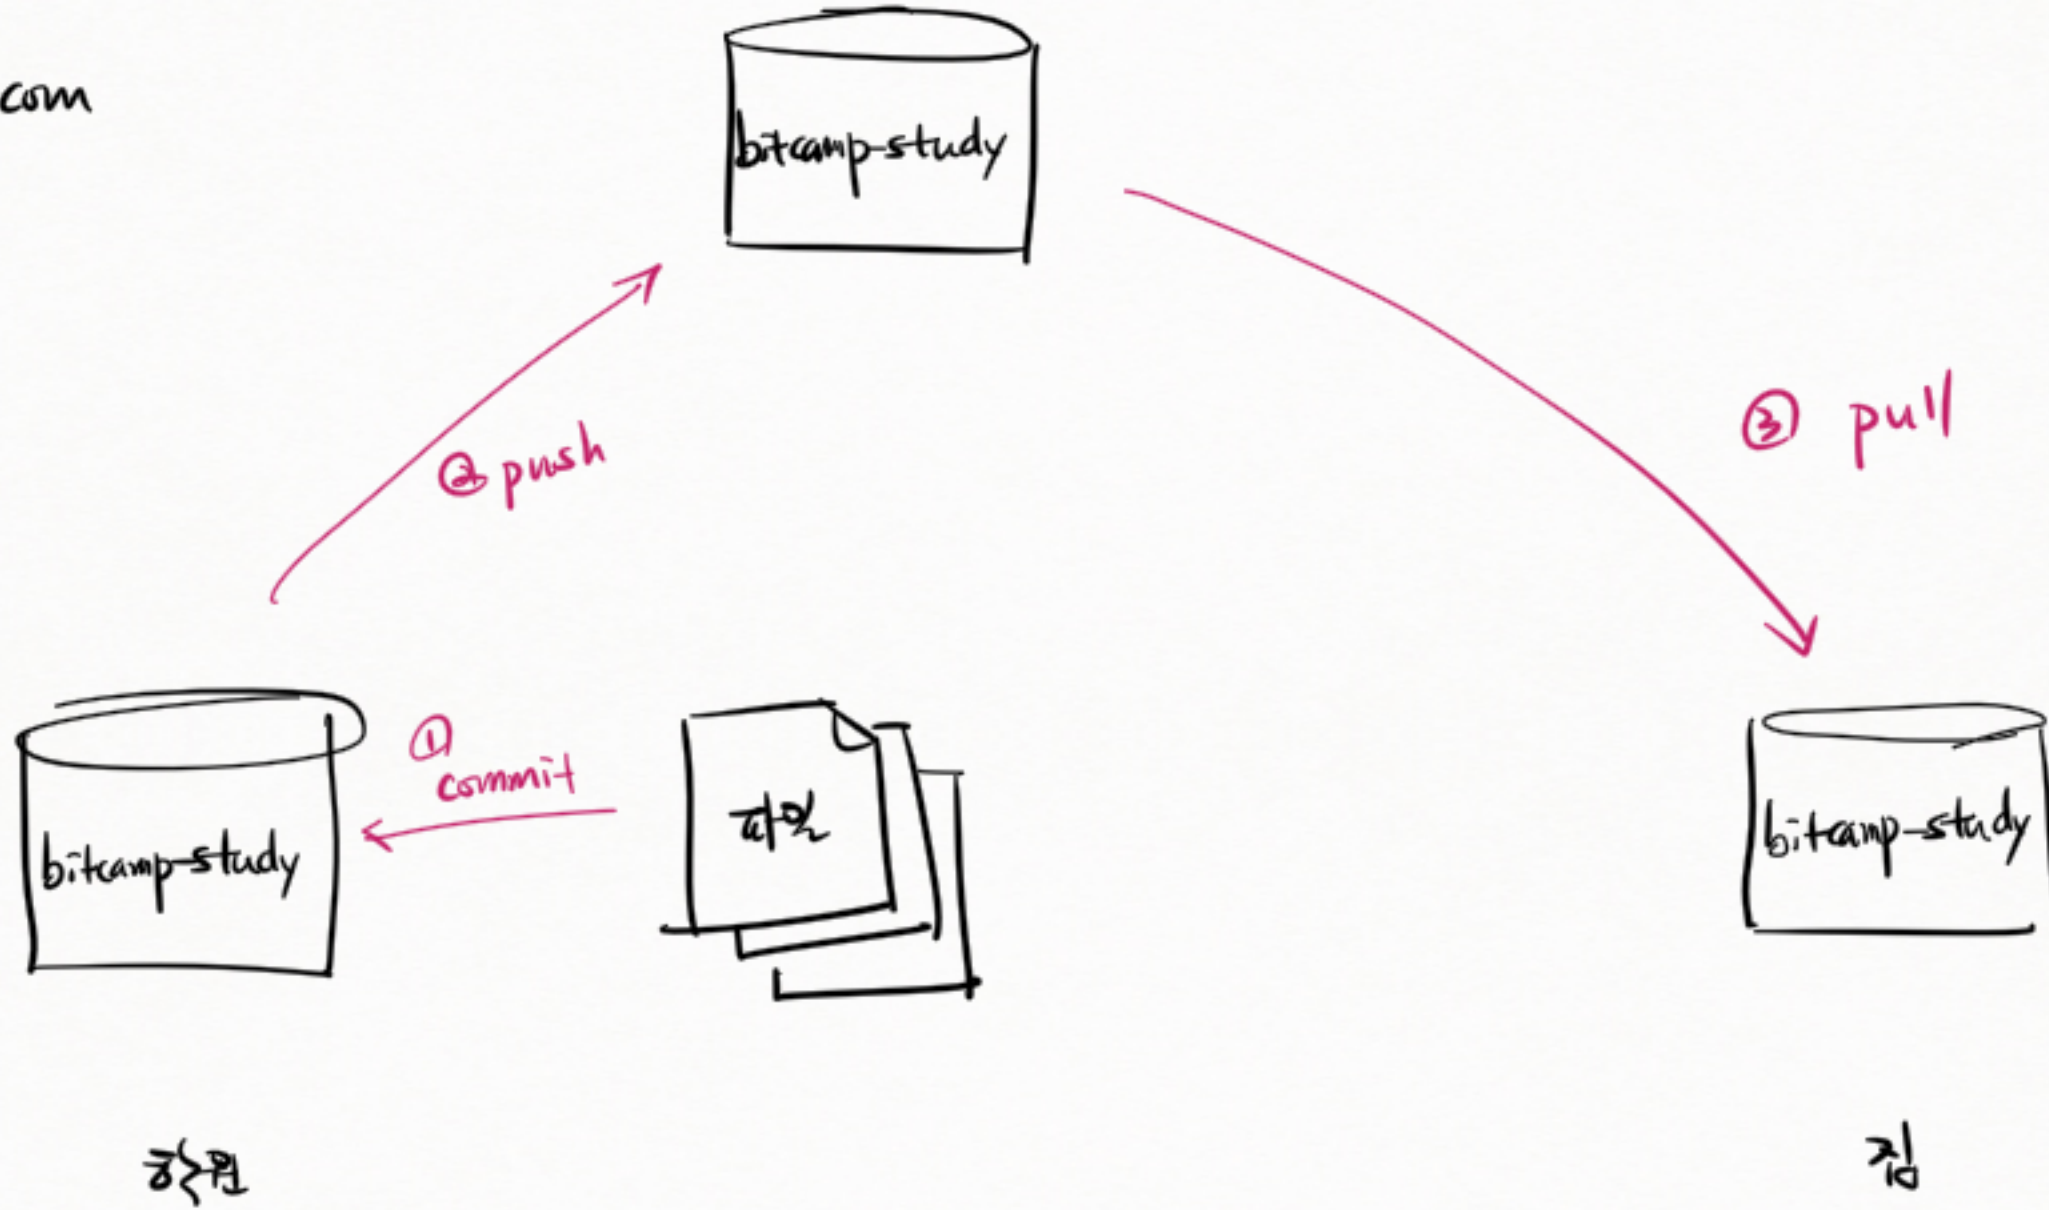 com
bitcamp-study
③ pull
② push
①
commit
파일
bitcamp-study
bitcamp-study
학원
집